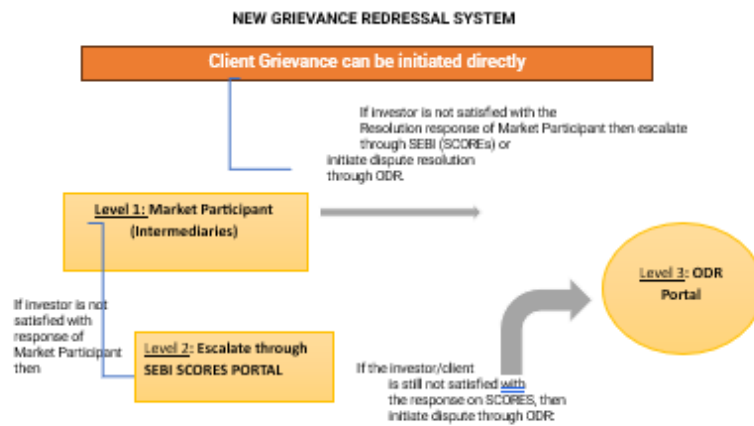 NEW GRIEVANCE REDRESSAL SYSTEM
Client Grievance can be initiated directly
If investor is not satisfied with the
Resolution response of Market Participant then escalate
through SEBI (SCOREs) or
initiate dispute resolution
through ODR.
Level 1: Market Participant
(Intermediaries)
Level 3: ODR
Portal
If investor is not
satisfied with
response of
Market Participant
then
Level 2: Escalate through
SEBI SCORES PORTAL
If the investor/client
is still not satisfied with
the response on SCORES, then
initiate dispute through ODR.